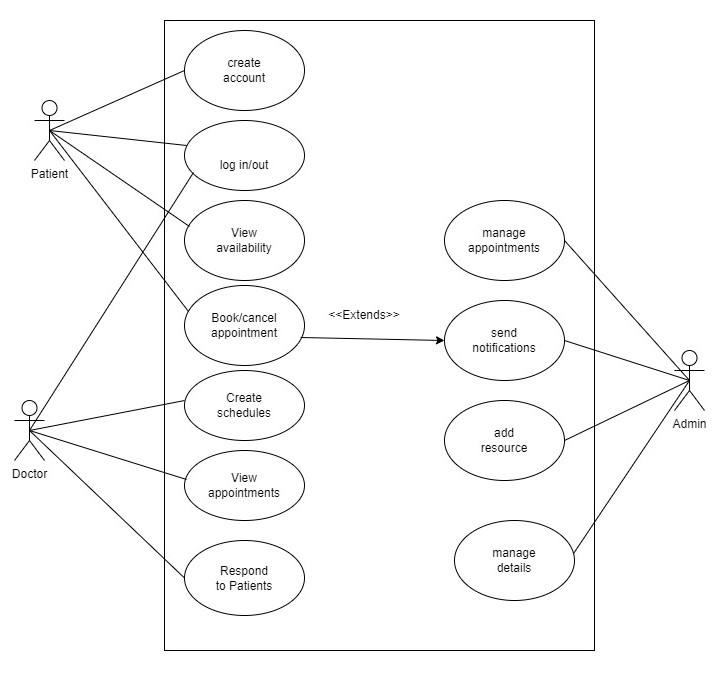 create
account
Patient
log in/out
View
availability
manage
appointments
Book/cancel
appointment
<<Extends>>
send
notifications
Create
schedules
Admin
add
resource
Doctor
View
appointments
manage
details
Respond
to Patients